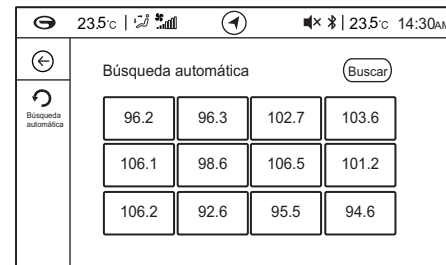 23.5°c 23.5°c 14:30AM
Búsqueda automática Buscar
Búsqueda
automática
96.2 96.3 102.7 103.6
106.1 98.6 106.5 101.2
106.2 92.6 95.5 94.6